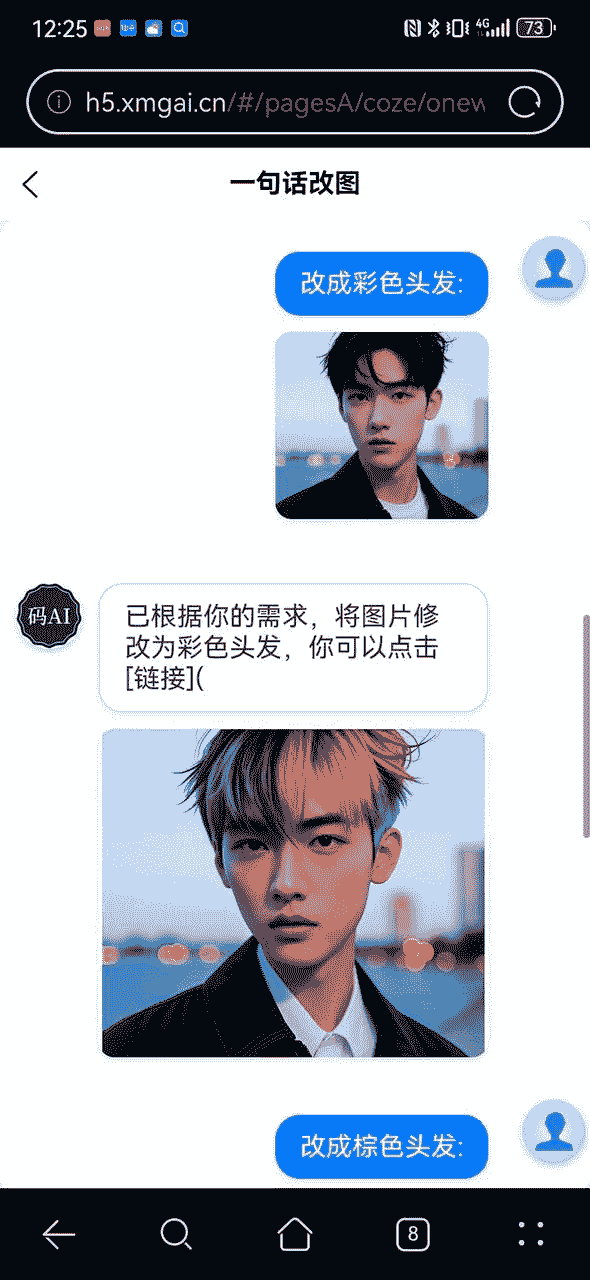 12:25
4G
73
h5.xmgai.cn/#/pagesA/coze/onew
一句话改图
改成彩色头发:
码AI
已根据你的需求，将图片修
改为彩色头发，你可以点击
[链接](
改成棕色头发:
8